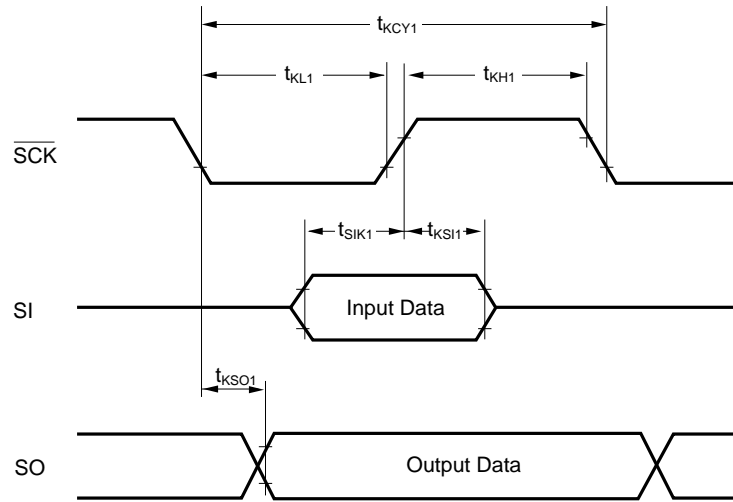 tKCY1
tKL1
tKH1
SCK
tSIK1
tKSI1
SI
Input Data
tKSO1
SO
Output Data